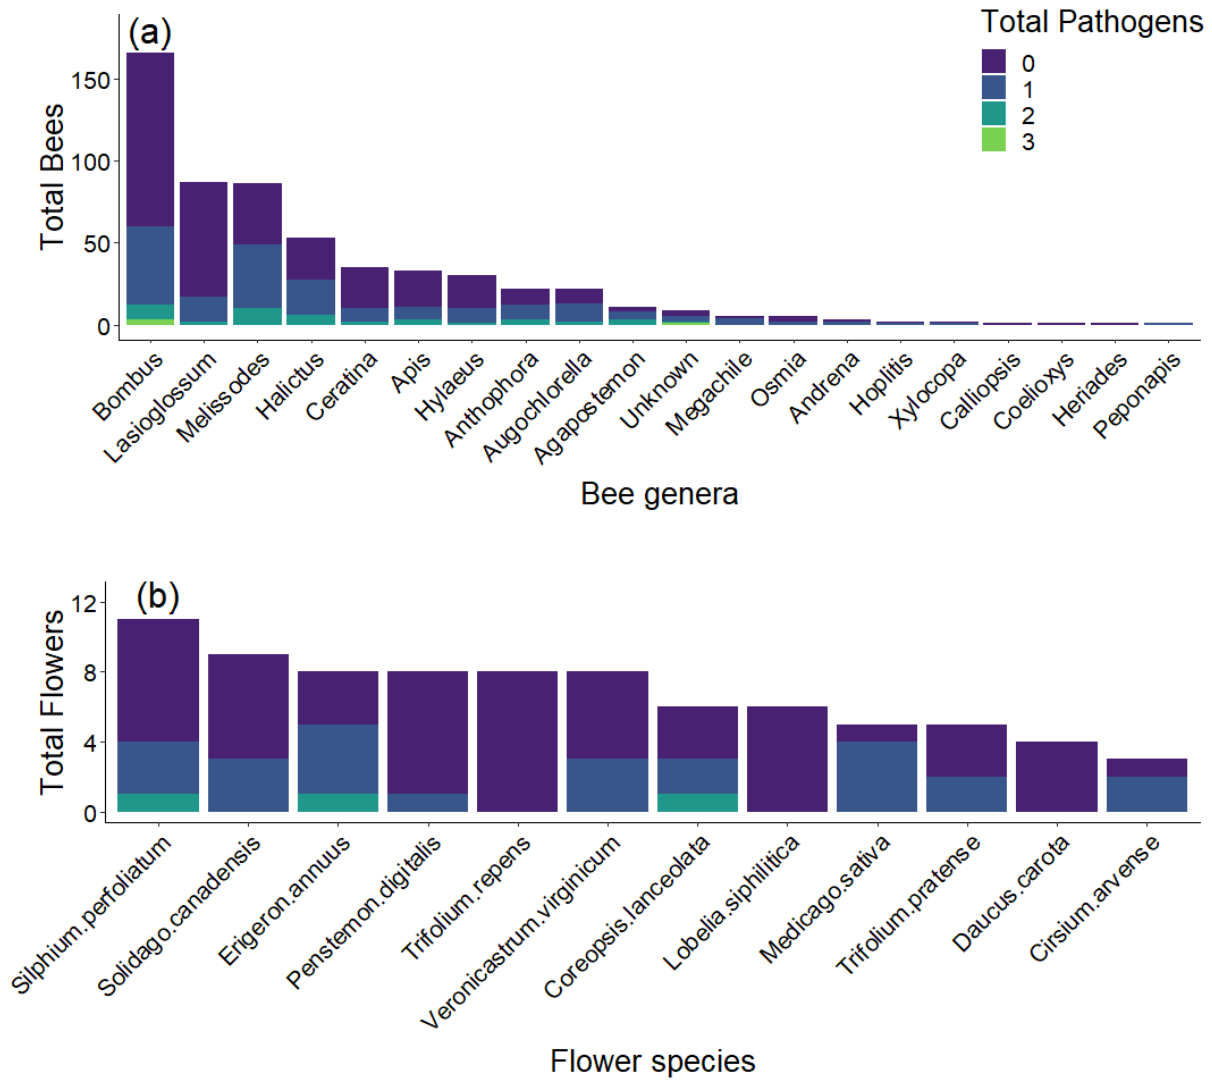 (a)
Total Pathogens
0
1
2
3
Total Bees
150
100
50
0
Bombus
Lasioglossum
Melissodes
Halictus
Ceratina
Apis
Hylaeus
Anthophora
Augochlorella
Agapostemon
Unknown
Megachile
Osmia
Andrena
Hoplitis
Xylocopa
Calliopsis
Coelioxys
Heriades
Peponapis
Bee genera
(b)
Total Flowers
12
8
4
0
Silphium.perfoliatum
Solidago.canadensis
Erigeron.annuus
Penstemon.digitalis
Trifolium.repens
Veronicastrum.virginicum
Coreopsis.lanceolata
Lobelia.siphilitica
Medicago.sativa
Trifolium.pratense
Daucus.carota
Cirsium.arvense
Flower species